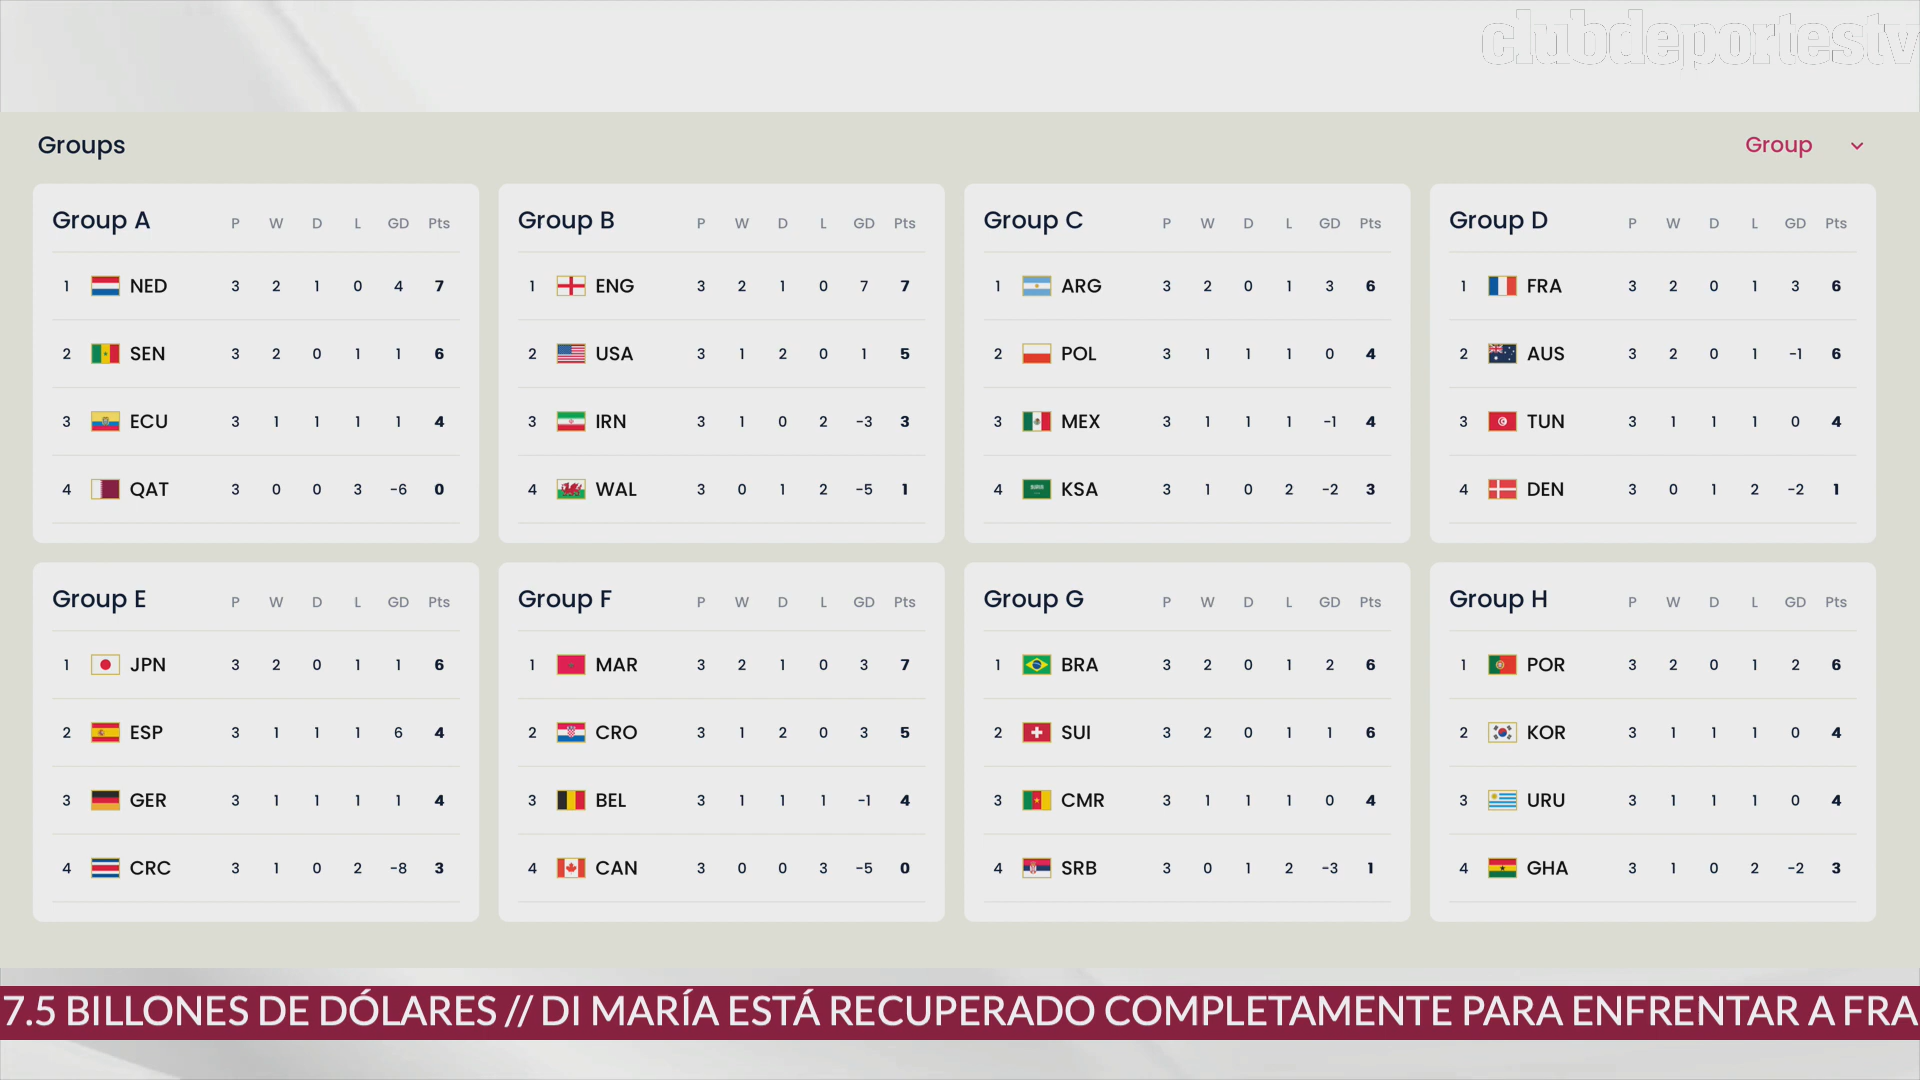 clubdeportestv
Groups
Group
Group A P W D L GD Pts
1 NED 3 2 1 0 4 7
2 SEN 3 2 0 1 1 6
3 ECU 3 1 1 1 1 4
4 QAT 3 0 0 3 -6 0
Group B P W D L GD Pts
1 ENG 3 2 1 0 7 7
2 USA 3 1 2 0 1 5
3 IRN 3 1 0 2 -3 3
4 WAL 3 0 1 2 -5 1
Group C P W D L GD Pts
1 ARG 3 2 0 1 3 6
2 POL 3 1 1 1 0 4
3 MEX 3 1 1 1 -1 4
4 KSA 3 1 0 2 -2 3
Group D P W D L GD Pts
1 FRA 3 2 0 1 3 6
2 AUS 3 2 0 1 -1 6
3 TUN 3 1 1 1 0 4
4 DEN 3 0 1 2 -2 1
Group E P W D L GD Pts
1 JPN 3 2 0 1 1 6
2 ESP 3 1 1 1 6 4
3 GER 3 1 1 1 1 4
4 CRC 3 1 0 2 -8 3
Group F P W D L GD Pts
1 MAR 3 2 1 0 3 7
2 CRO 3 1 2 0 3 5
3 BEL 3 1 1 1 -1 4
4 CAN 3 0 0 3 -5 0
Group G P W D L GD Pts
1 BRA 3 2 0 1 2 6
2 SUI 3 2 0 1 1 6
3 CMR 3 1 1 1 0 4
4 SRB 3 0 1 2 -3 1
Group H P W D L GD Pts
1 POR 3 2 0 1 2 6
2 KOR 3 1 1 1 0 4
3 URU 3 1 1 1 0 4
4 GHA 3 1 0 2 -2 3
7.5 BILLONES DE DÓLARES // DI MARÍA ESTÁ RECUPERADO COMPLETAMENTE PARA ENFRENTAR A FRA